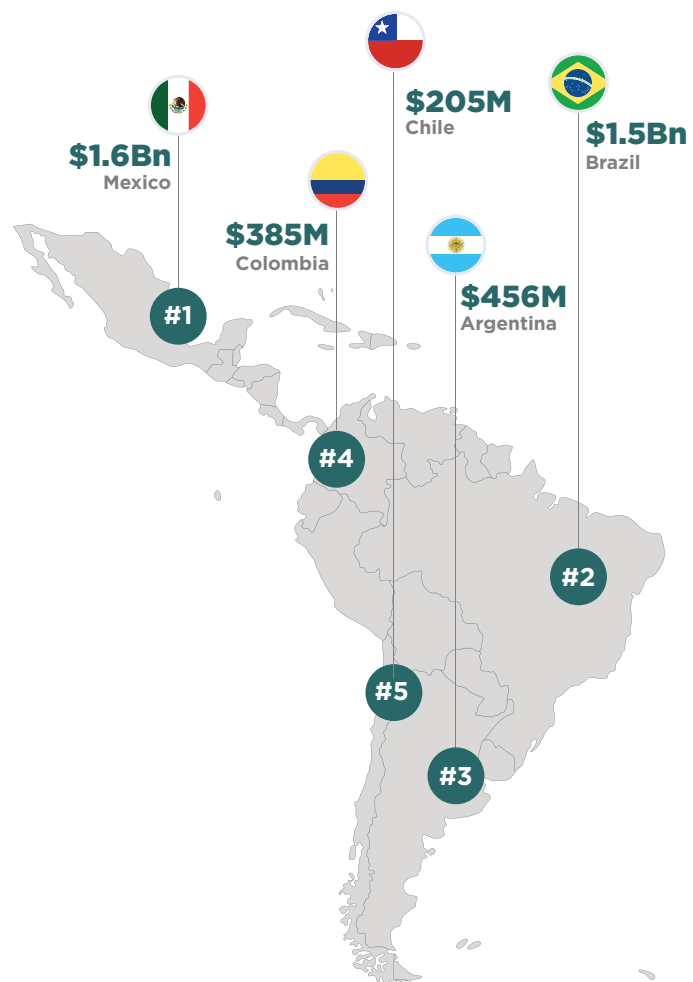 $205M
Chile
$1.5Bn
Brazil
$1.6Bn
Mexico
$385M
Colombia
$456M
Argentina
#1
#4
#2
#5
#3